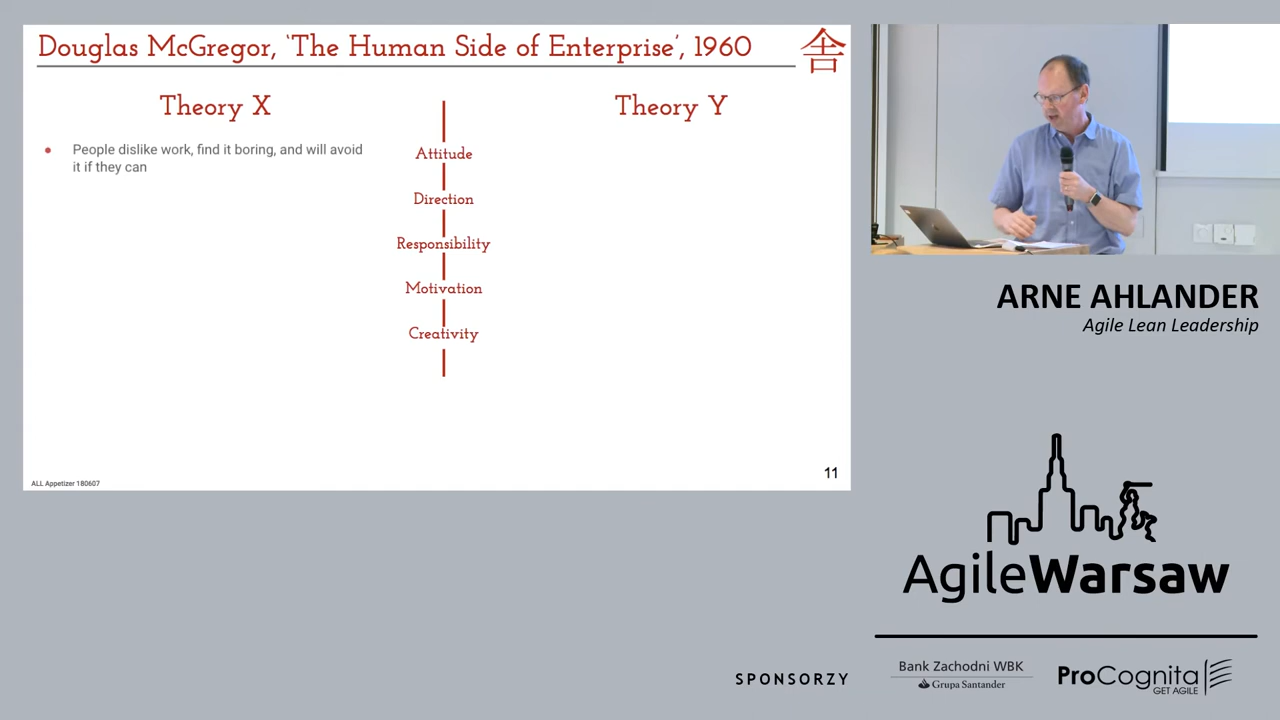 Douglas McGregor, ‘The Human Side of Enterprise’, 1960
舎
Theory X
Theory Y
● People dislike work, find it boring, and will avoid
it if they can
Attitude
Direction
Responsibility
Motivation
Creativity
ALL Appetizer 180607
11
ARNE AHLANDER
Agile Lean Leadership
AgileWarsaw
SPONSORZY
Bank Zachodni WBK
Grupa Santander
ProCognita
GET AGILE